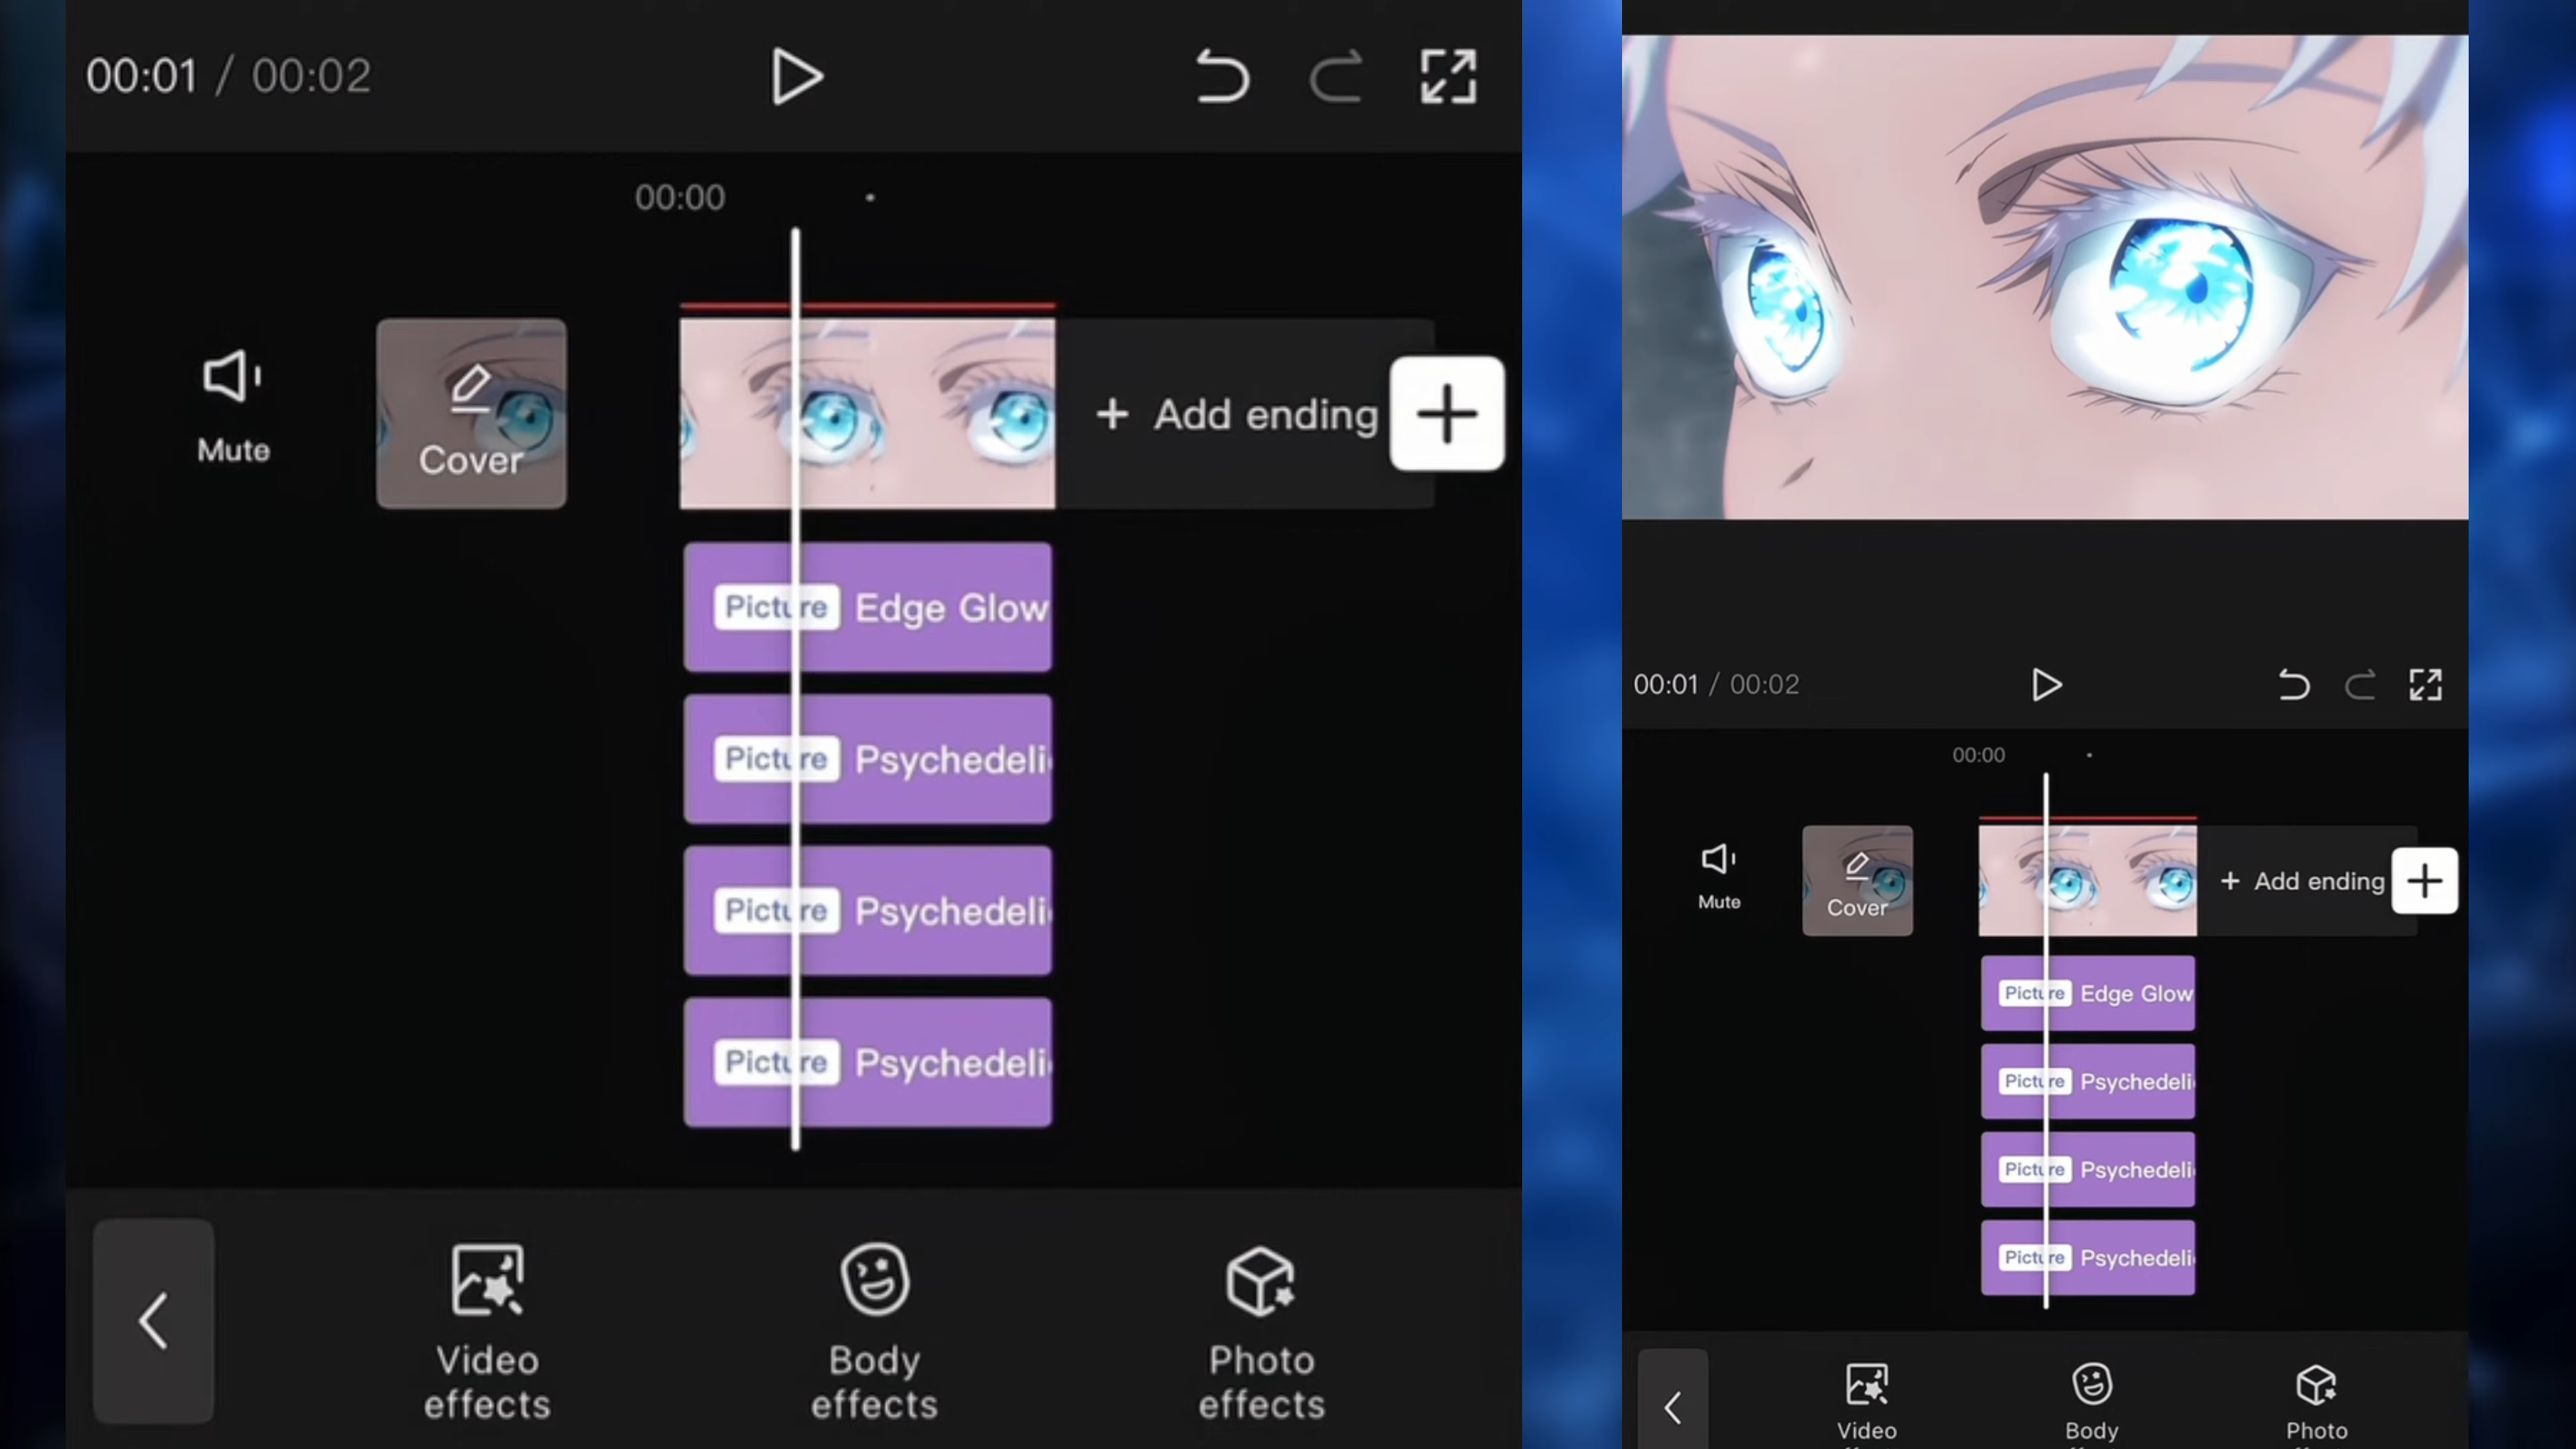 00:01 / 00:02
00:00
Mute
Cover
+ Add ending
Picture Edge Glow
Picture Psychedeli
Picture Psychedeli
Picture Psychedeli
Video effects
Body effects
Photo effects
00:01 / 00:02
00:00
Mute
Cover
+ Add ending
Picture Edge Glow
Picture Psychedeli
Picture Psychedeli
Picture Psychedeli
Video
Body
Photo